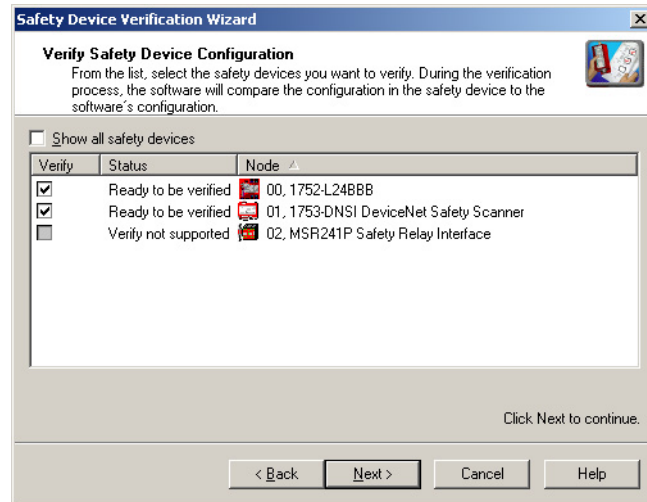 Safety Device Verification Wizard
Verify Safety Device Configuration
From the list, select the safety devices you want to verify. During the verification
process, the software will compare the configuration in the safety device to the
software's configuration.
Show all safety devices
Verify Status Node
Ready to be verified 00, 1752-L24BBB
Ready to be verified 01, 1753-DNSI DeviceNet Safety Scanner
Verify not supported 02, MSR241P Safety Relay Interface
Click Next to continue.
< Back Next > Cancel Help